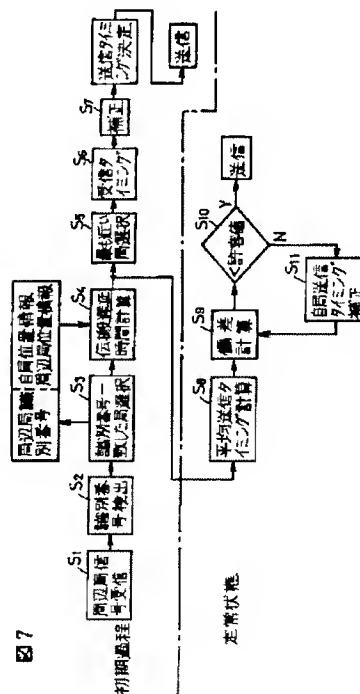 図7
初期過程
S1
周辺局信
号受信
S2
識別番
号検出
S3
識別番号一
致した局選択
周辺局識
別番号
自局位置情報
周辺局位置情報
S4
伝搬遅延
時間計算
S5
最も近い
局選択
S6
受信タ
イミング
S7
補正
送信タイミ
ング決定
送信
定常状態
S8
平均送信タ
イミング計算
S9
偏差
計算
S10
<許容値
Y
送信
N
S11
自局送信
タイミング
補正